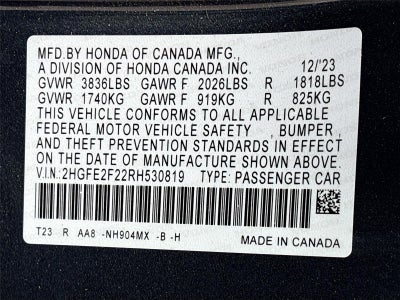 MFD.BY HONDA OF CANADA MFG.,
A DIVISION OF HONDA CANADA INC. 12/'23
GVWR 3836LBS GAWR F 2026LBS R 1818LBS
GVWR 1740KG GAWR F 919KG R 825KG
THIS VEHICLE CONFORMS TO ALL APPLICABLE
FEDERAL MOTOR VEHICLE SAFETY , BUMPER ,
AND THEFT PREVENTION STANDARDS IN EFFECT
ON THE DATE OF MANUFACTURE SHOWN ABOVE.
V.I.N.:2HGFE2F22RH530819 TYPE: PASSENGER CAR
T23 R AA8 -NH904MX -B -H
MADE IN CANADA